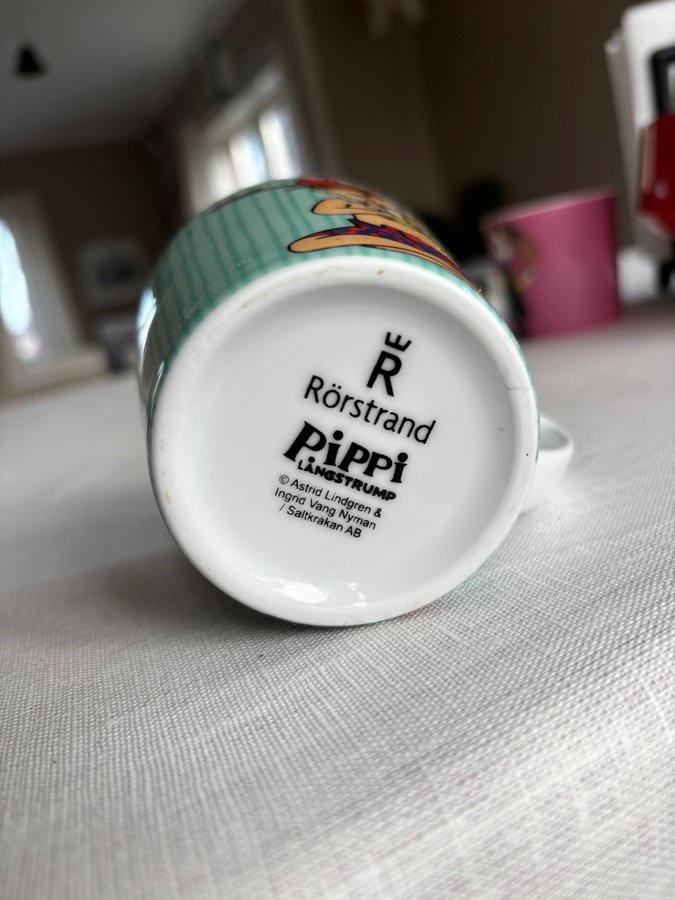 R
Rörstrand
PiPPi
LÅNGSTRUMP
© Astrid Lindgren &
Ingrid Vang Nyman
/ Saltkråkan AB